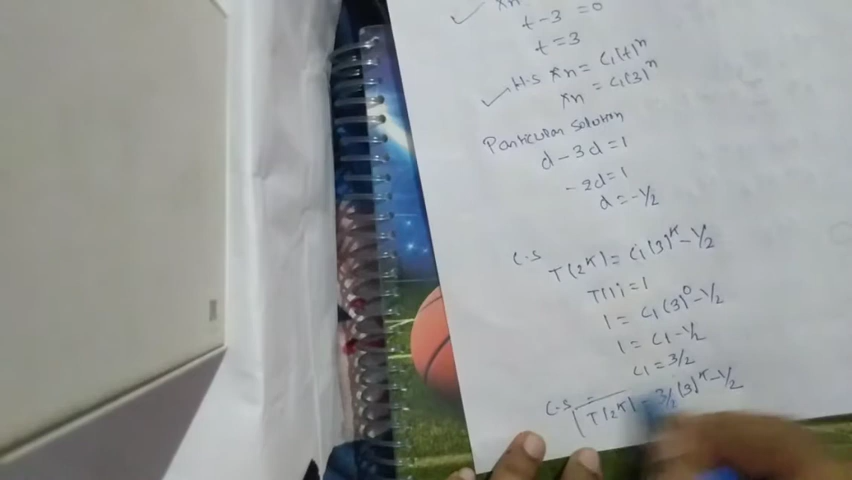 t-3 = 0
t = 3
H.S xn = C1(t)^n
xn = C1(3)^n
Particular Solution
d - 3d = 1
-2d = 1
d = -1/2
C.S T(2^K) = C1(3)^K - 1/2
T(1) = 1
1 = C1(3)^0 - 1/2
1 = C1 - 1/2
C1 = 3/2
C.S T(2^K) = 3/2(3)^K - 1/2